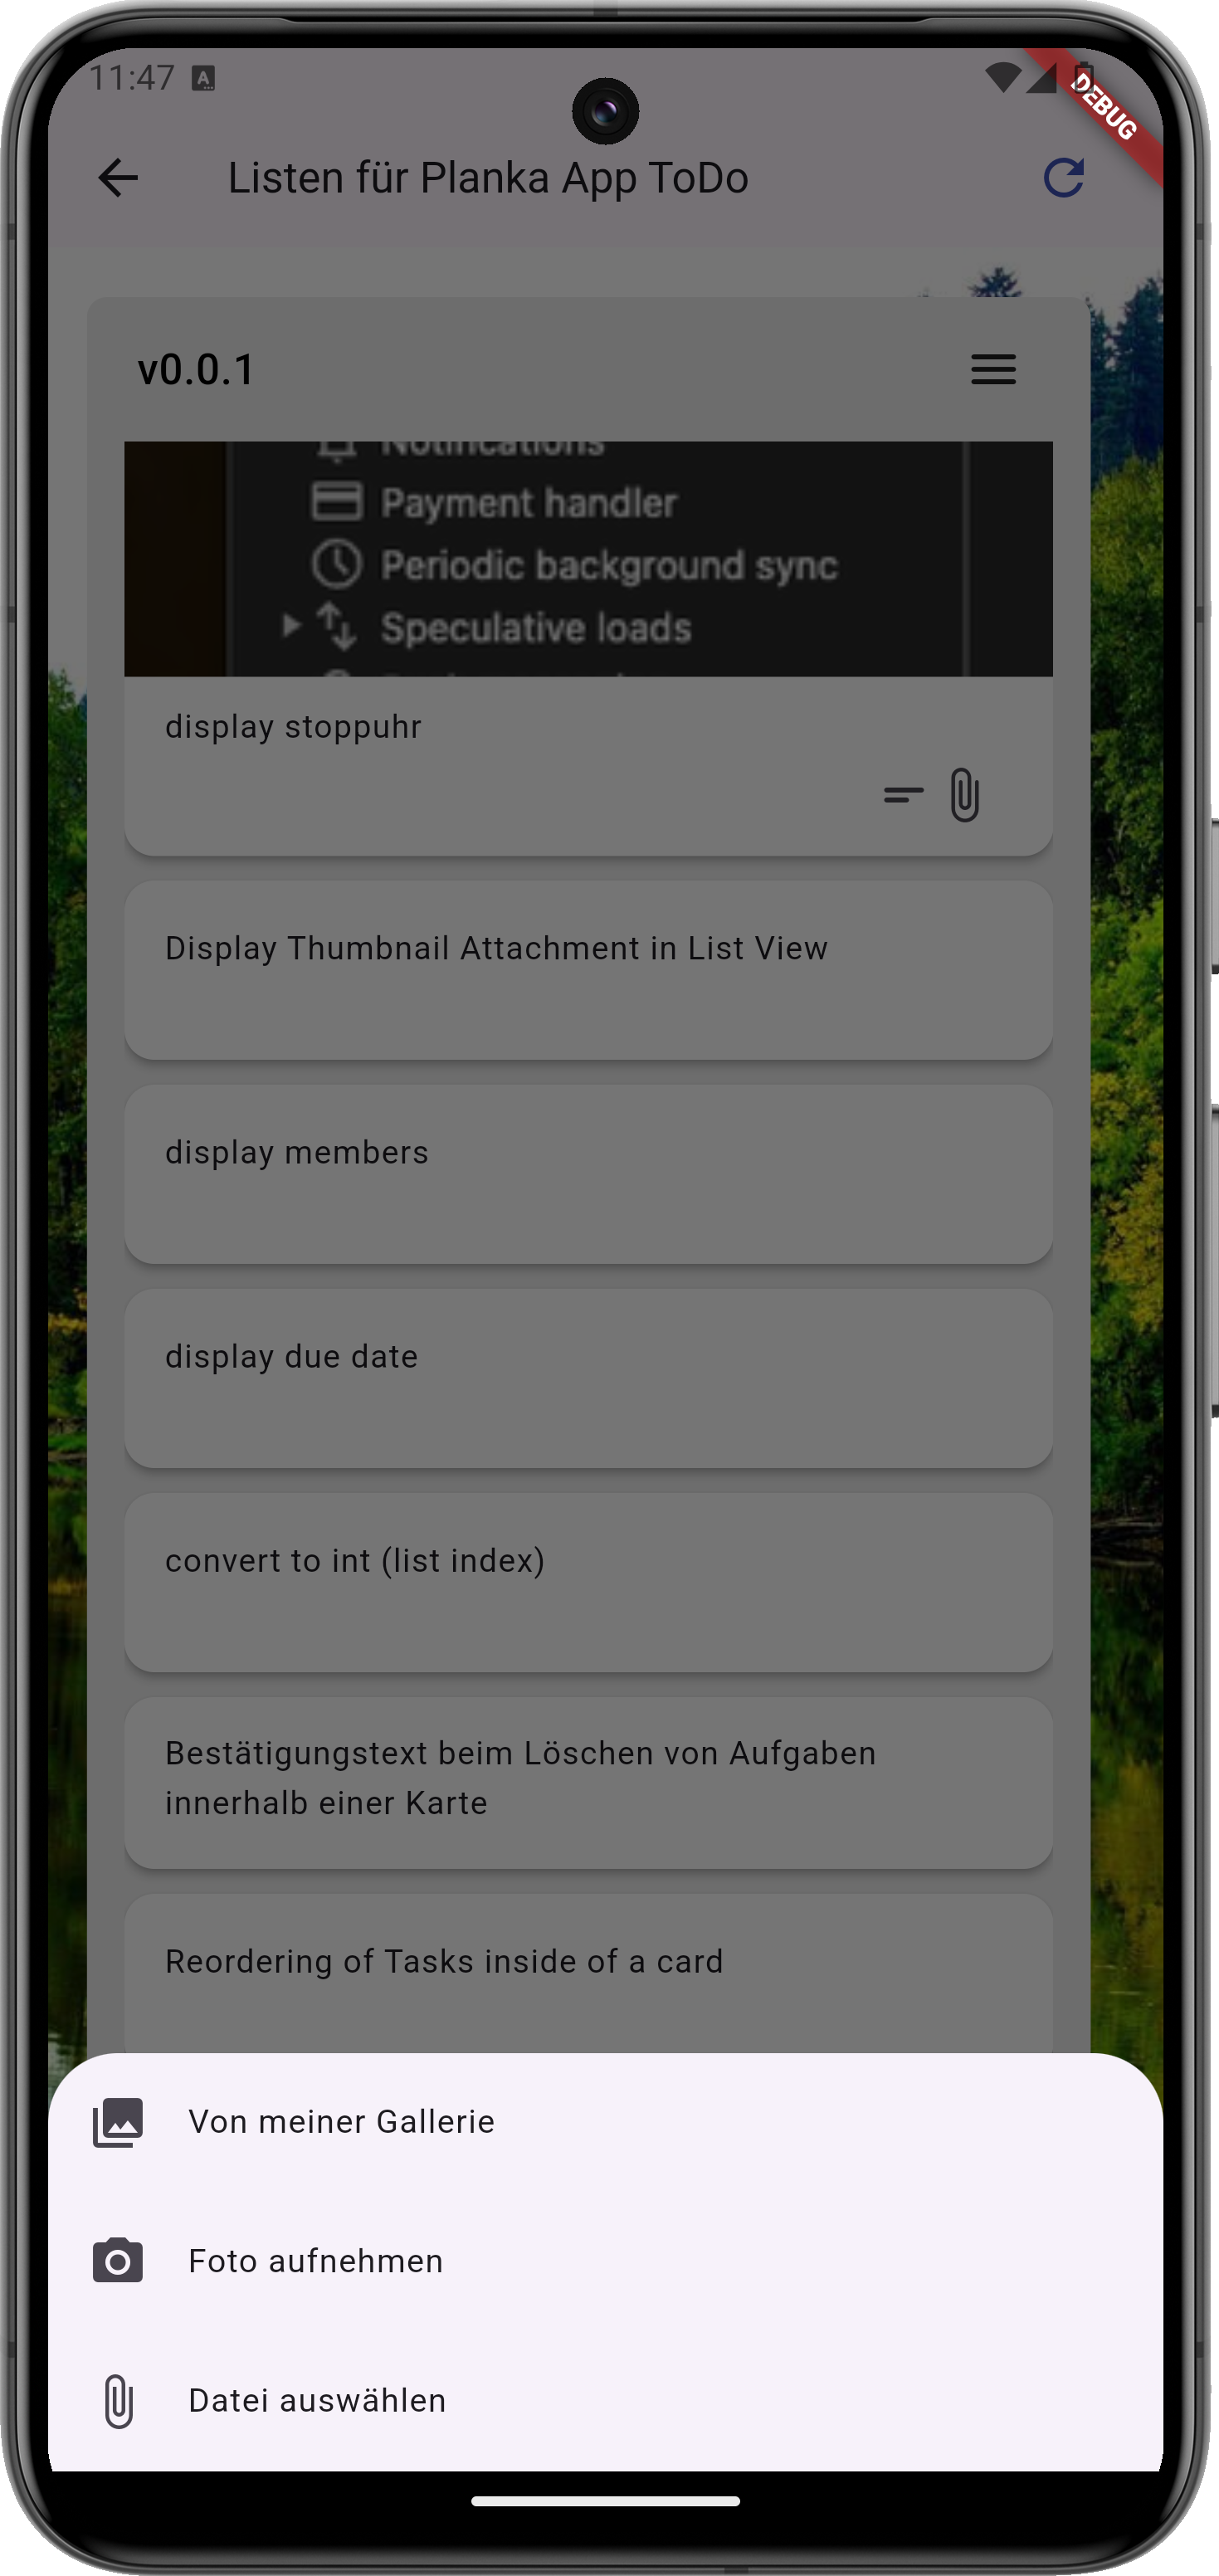 11:47
A
DEBUG
Listen für Planka App ToDo
v0.0.1
Notifications
Payment handler
Periodic background sync
Speculative loads
display stoppuhr
Display Thumbnail Attachment in List View
display members
display due date
convert to int (list index)
Bestätigungstext beim Löschen von Aufgaben
innerhalb einer Karte
Reordering of Tasks inside of a card
Von meiner Gallerie
Foto aufnehmen
Datei auswählen